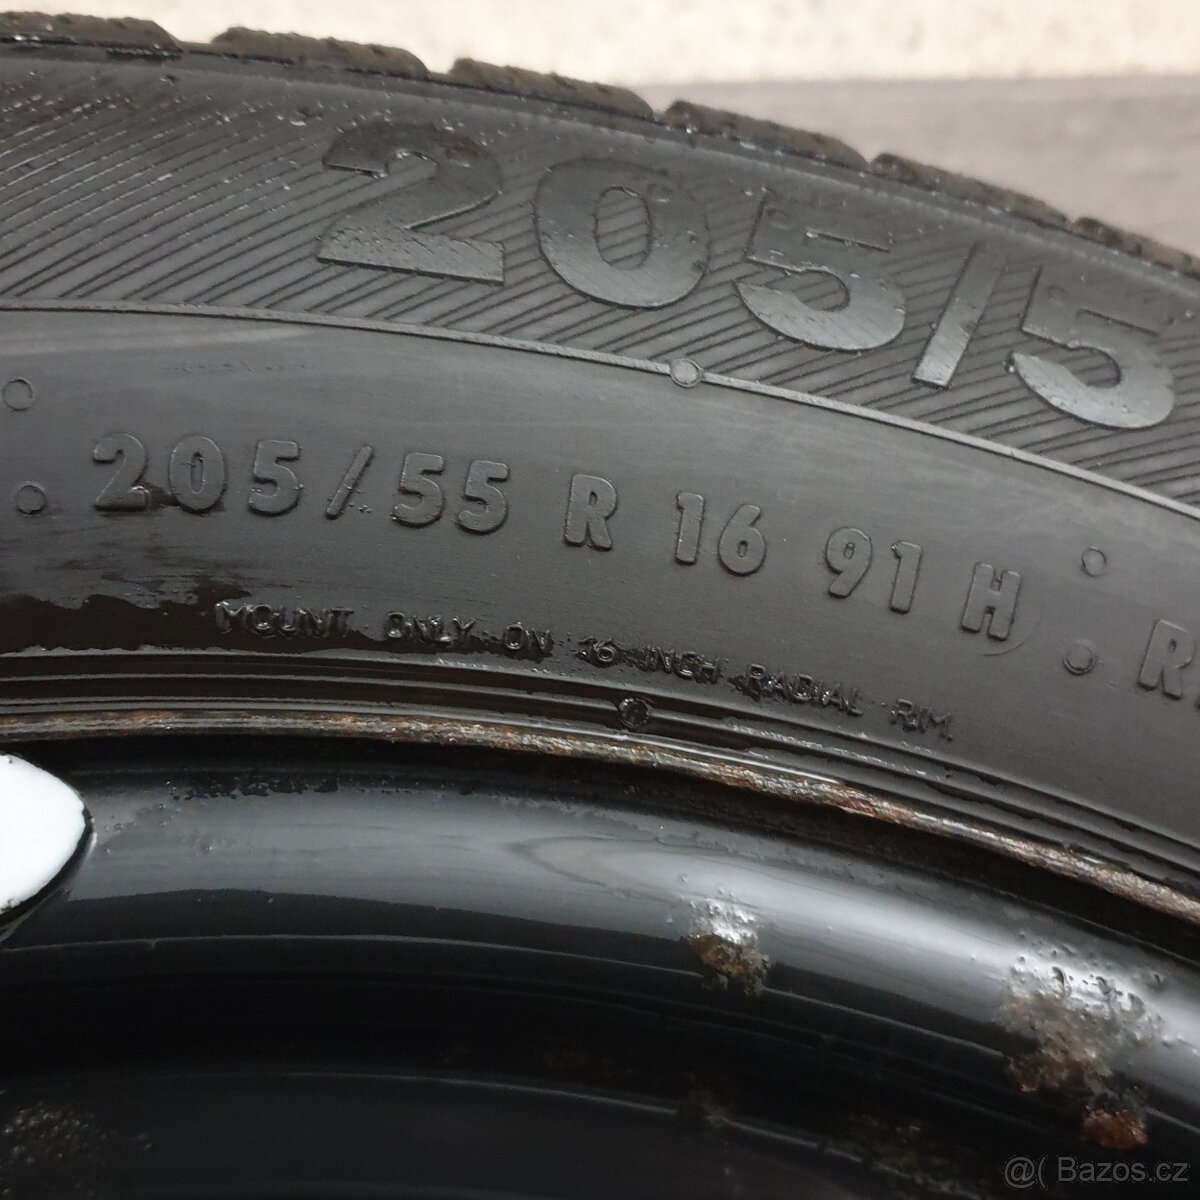 205/5
205/55 R 16 91 H
MOUNT ONLY ON 16 INCH RADIAL RIM
@( Bazos.cz